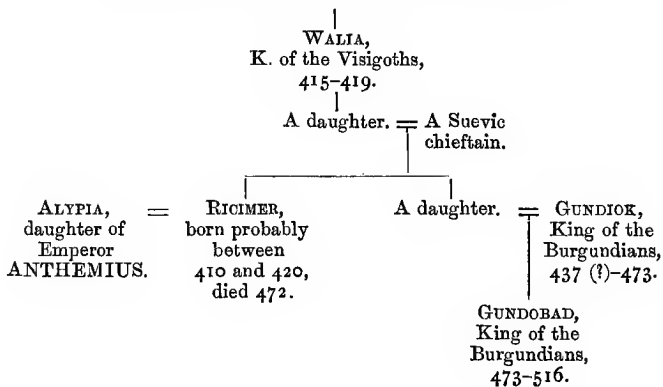 WALIA,
K. of the Visigoths,
415–419.
A daughter. = A Suevic
chieftain.
ALYPIA,
daughter of
Emperor
ANTHEMIUS.
=
RICIMER,
born probably
between
410 and 420,
died 472.
A daughter.
=
GUNDIOK,
King of the
Burgundians,
437 (?)–473.
GUNDOBAD,
King of the
Burgundians,
473–516.